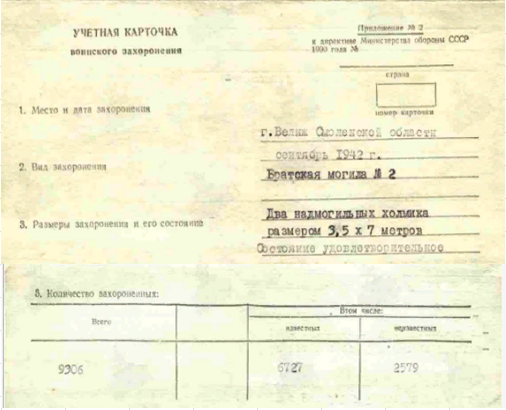 УЧЕТНАЯ КАРТОЧКА
воинского захоронения
Приложение № 2
к директиве Министерства обороны СССР
1990 года №
страна
номер карточки
1. Место и дата захоронения
г.Велиж Смоленской области
сентябрь 1942 г.
2. Вид захоронения
Братская могила № 2
3. Размеры захоронения и его состояние
Два надмогильных холмика
размером 3,5 х 7 метров
Состояние удовлетворительное
5. Количество захороненных:
Всего
Втом числе:
известных
неизвестных
9306
6727
2579